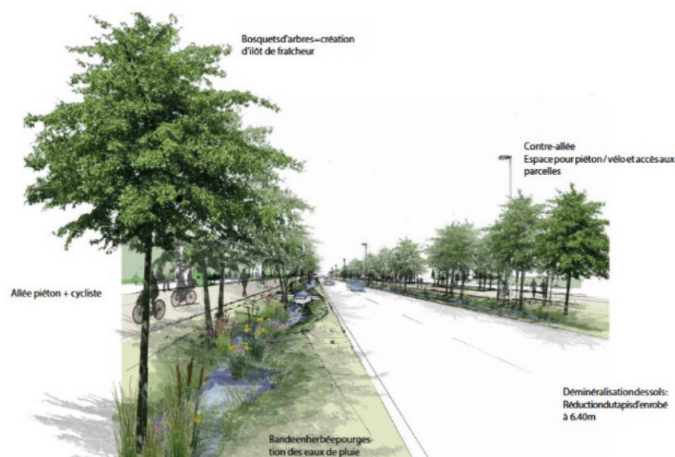 Bosquetsd'arbres=création
d'ilôt de fraîcheur
Contre-allée
Espace pour piéton / vélo et accès aux
parcelles
Allée piéton + cycliste
Déminéralisationdessols:
Réductiondutapisd'enrobé
à 6.40m
Bandeenherbéepourges-
tion des eaux de pluie